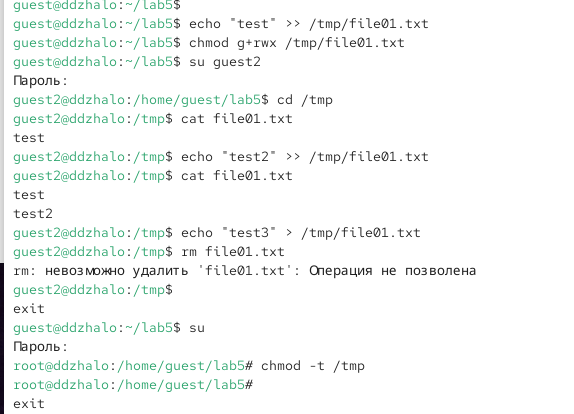 guest@ddzhalo:~/lab5$
guest@ddzhalo:~/lab5$ echo "test" >> /tmp/file01.txt
guest@ddzhalo:~/lab5$ chmod g+rwx /tmp/file01.txt
guest@ddzhalo:~/lab5$ su guest2
Пароль:
guest2@ddzhalo:/home/guest/lab5$ cd /tmp
guest2@ddzhalo:/tmp$ cat file01.txt
test
guest2@ddzhalo:/tmp$ echo "test2" >> /tmp/file01.txt
guest2@ddzhalo:/tmp$ cat file01.txt
test
test2
guest2@ddzhalo:/tmp$ echo "test3" > /tmp/file01.txt
guest2@ddzhalo:/tmp$ rm file01.txt
rm: невозможно удалить 'file01.txt': Операция не позволена
guest2@ddzhalo:/tmp$
exit
guest@ddzhalo:~/lab5$ su
Пароль:
root@ddzhalo:/home/guest/lab5# chmod -t /tmp
root@ddzhalo:/home/guest/lab5#
exit